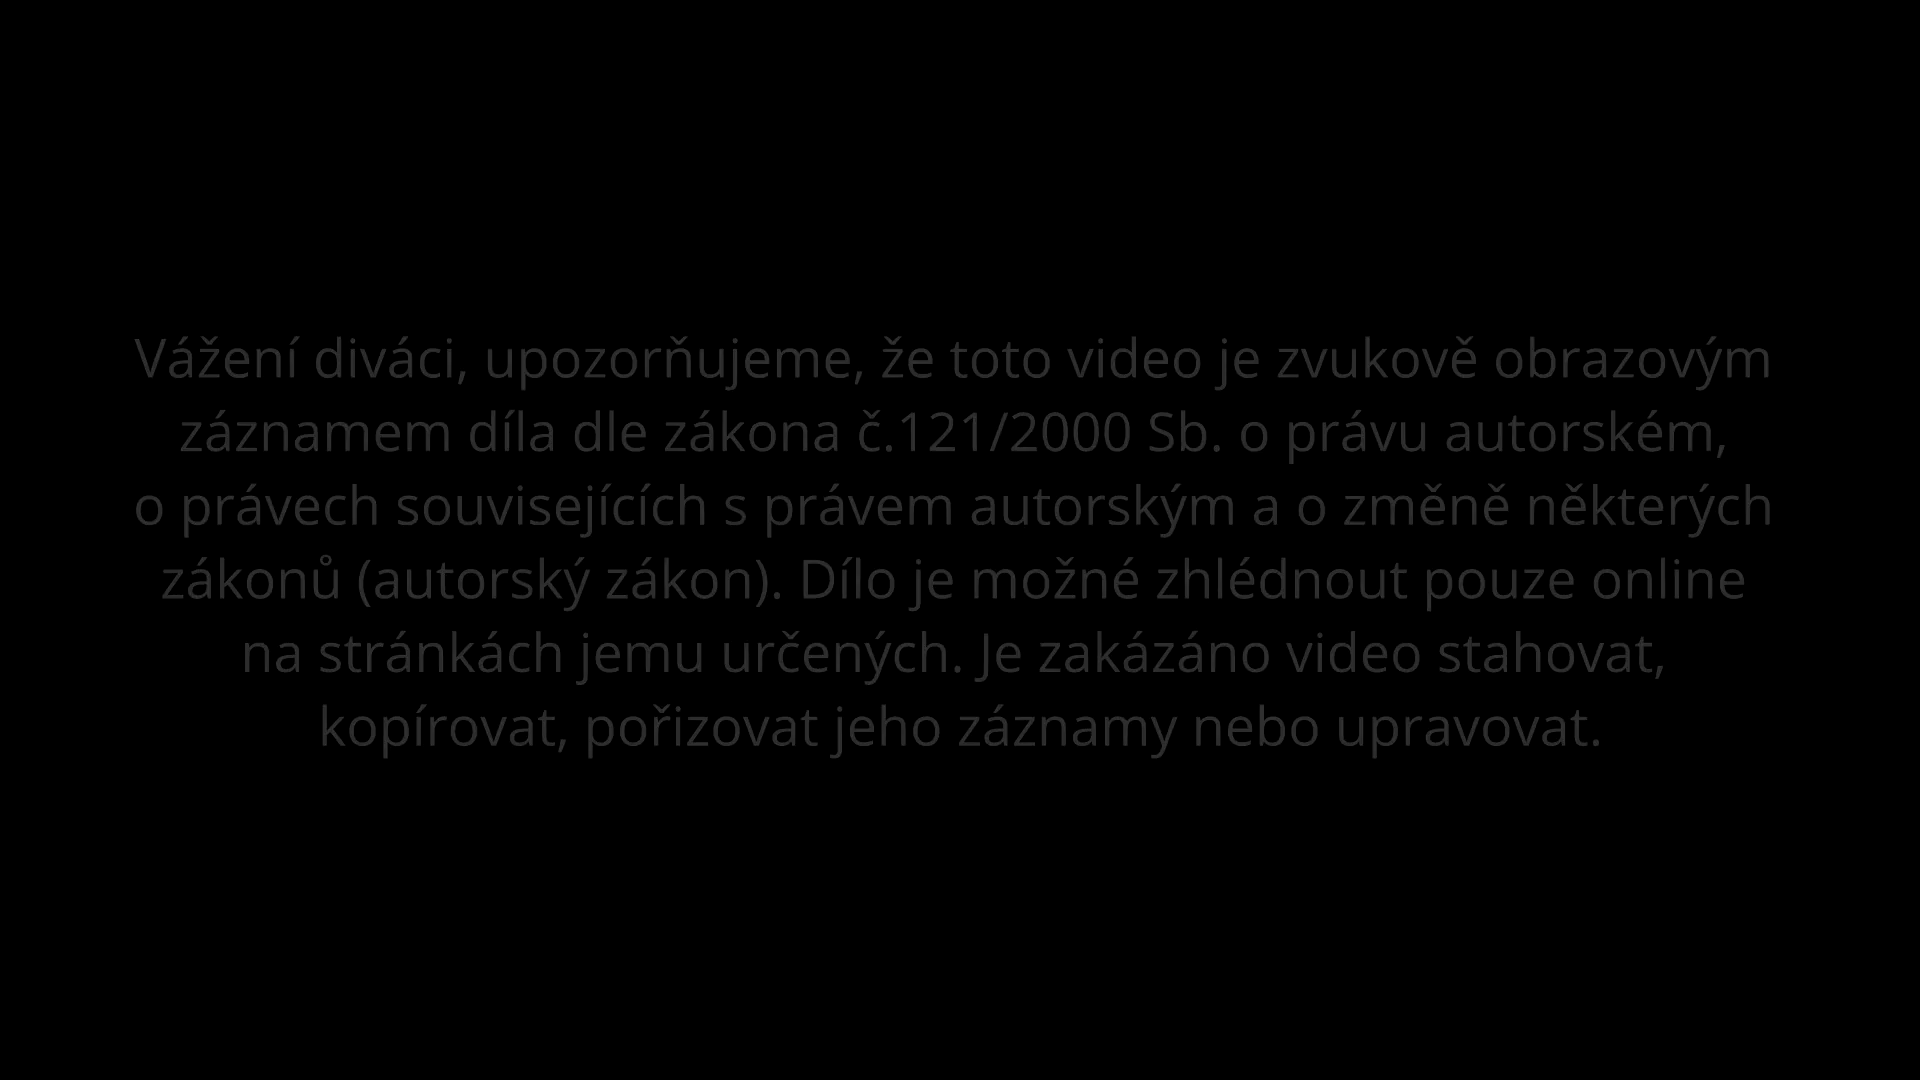 Vážení diváci, upozorňujeme, že toto video je zvukově obrazovým
záznamem díla dle zákona č.121/2000 Sb. o právu autorském,
o právech souvisejících s právem autorským a o změně některých
zákonů (autorský zákon). Dílo je možné zhlédnout pouze online
na stránkách jemu určených. Je zakázáno video stahovat,
kopírovat, pořizovat jeho záznamy nebo upravovat.